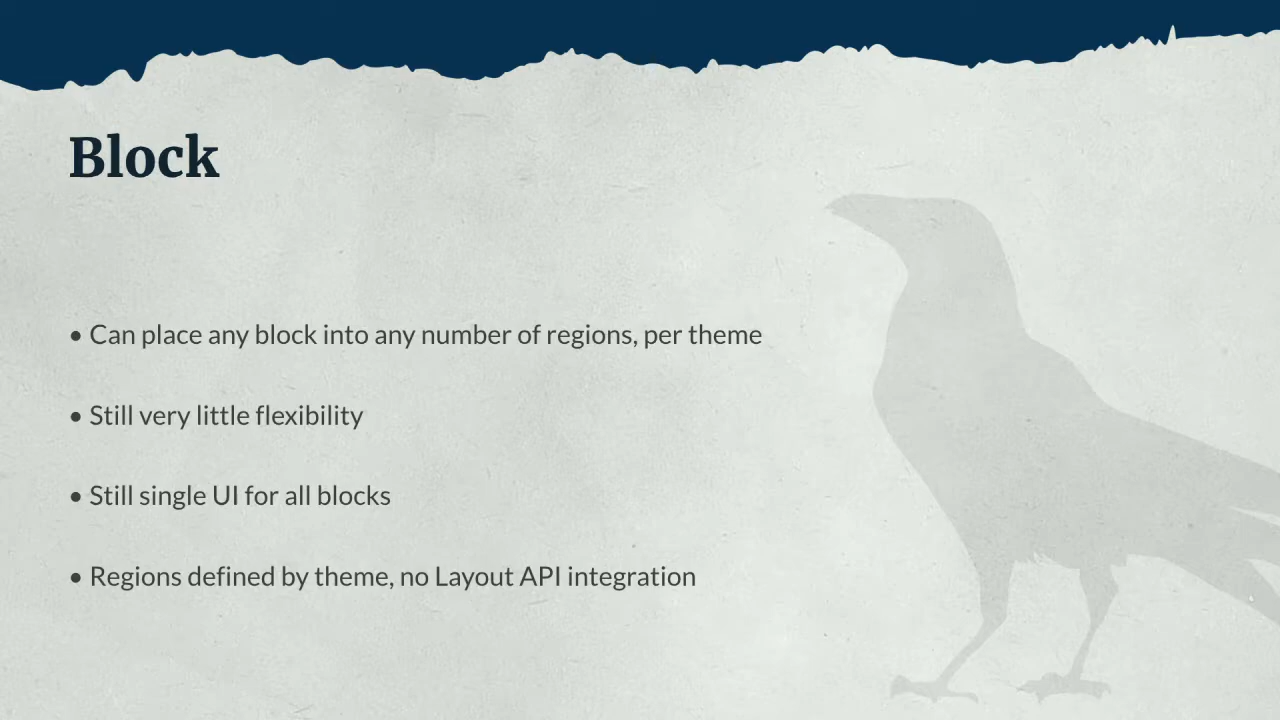 Block
• Can place any block into any number of regions, per theme
• Still very little flexibility
• Still single UI for all blocks
• Regions defined by theme, no Layout API integration